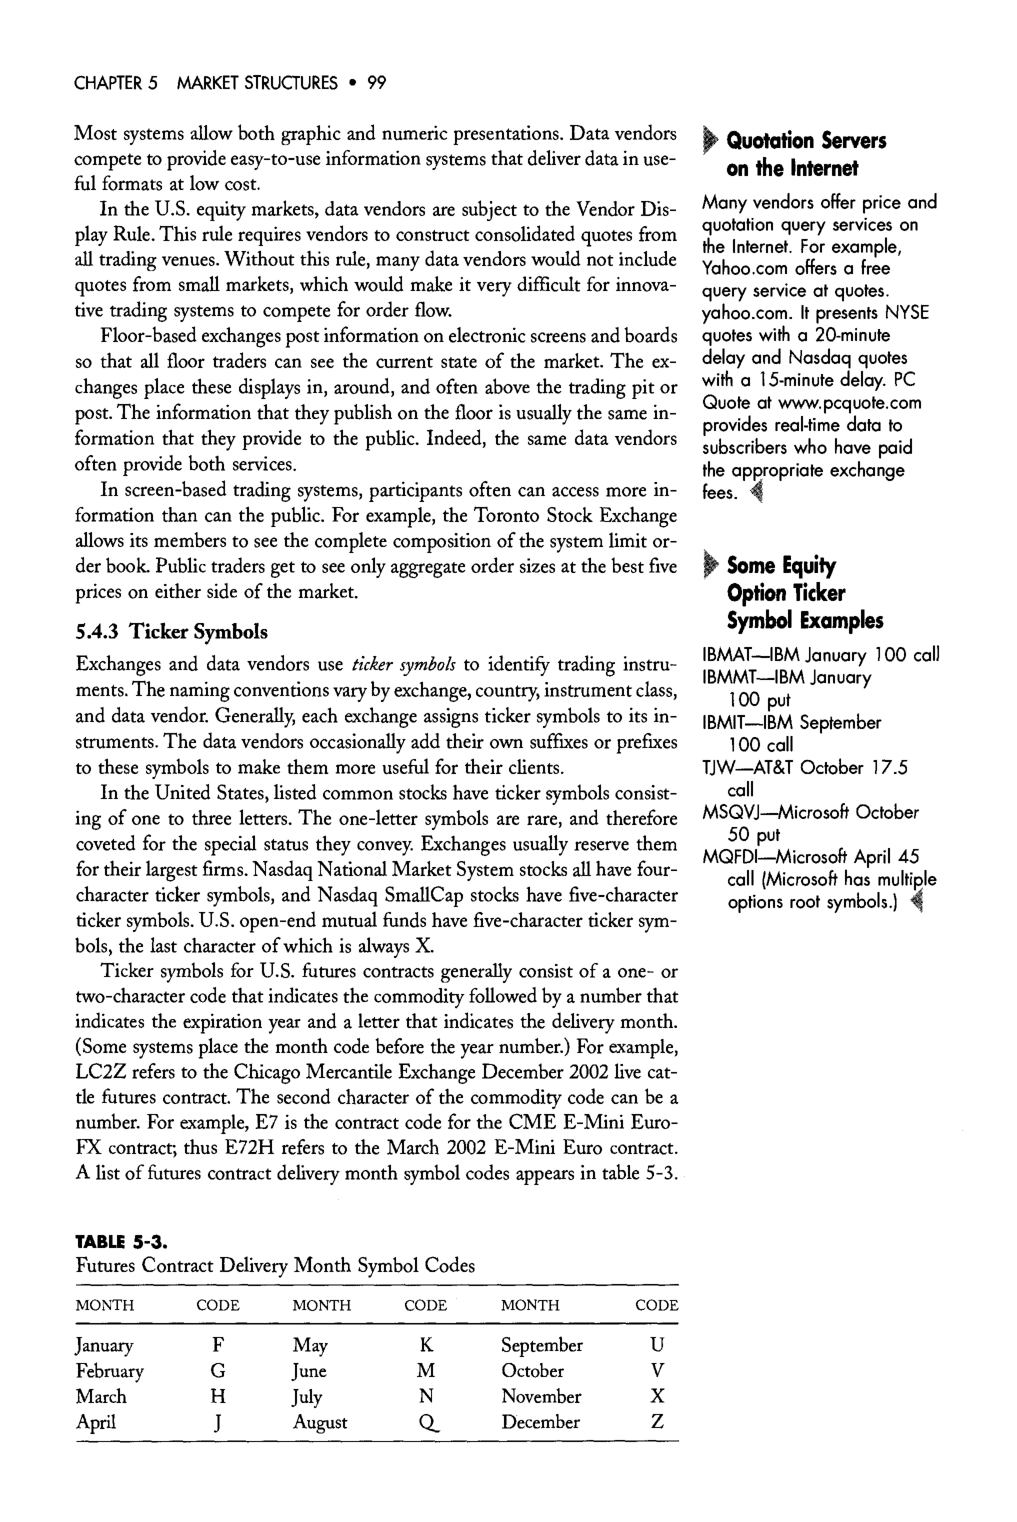 CHAPTER 5 MARKET STRUCTURES • 99
Most systems allow both graphic and numeric presentations. Data vendors
compete to provide easy-to-use information systems that deliver data in use-
ful formats at low cost.
In the U.S. equity markets, data vendors are subject to the Vendor Dis-
play Rule. This rule requires vendors to construct consolidated quotes from
all trading venues. Without this rule, many data vendors would not include
quotes from small markets, which would make it very difficult for innova-
tive trading systems to compete for order flow.
Floor-based exchanges post information on electronic screens and boards
so that all floor traders can see the current state of the market. The ex-
changes place these displays in, around, and often above the trading pit or
post. The information that they publish on the floor is usually the same in-
formation that they provide to the public. Indeed, the same data vendors
often provide both services.
In screen-based trading systems, participants often can access more in-
formation than can the public. For example, the Toronto Stock Exchange
allows its members to see the complete composition of the system limit or-
der book. Public traders get to see only aggregate order sizes at the best five
prices on either side of the market.
5.4.3 Ticker Symbols
Exchanges and data vendors use ticker symbols to identify trading instru-
ments. The naming conventions vary by exchange, country, instrument class,
and data vendor. Generally, each exchange assigns ticker symbols to its in-
struments. The data vendors occasionally add their own suffixes or prefixes
to these symbols to make them more useful for their clients.
In the United States, listed common stocks have ticker symbols consist-
ing of one to three letters. The one-letter symbols are rare, and therefore
coveted for the special status they convey. Exchanges usually reserve them
for their largest firms. Nasdaq National Market System stocks all have four-
character ticker symbols, and Nasdaq SmallCap stocks have five-character
ticker symbols. U.S. open-end mutual funds have five-character ticker sym-
bols, the last character of which is always X.
Ticker symbols for U.S. futures contracts generally consist of a one- or
two-character code that indicates the commodity followed by a number that
indicates the expiration year and a letter that indicates the delivery month.
(Some systems place the month code before the year number.) For example,
LC2Z refers to the Chicago Mercantile Exchange December 2002 live cat-
tle futures contract. The second character of the commodity code can be a
number. For example, E7 is the contract code for the CME E-Mini Euro-
FX contract; thus E72H refers to the March 2002 E-Mini Euro contract.
A list of futures contract delivery month symbol codes appears in table 5-3.
Quotation Servers
on the Internet
Many vendors offer price and
quotation query services on
the Internet. For example,
Yahoo.com offers a free
query service at quotes.
yahoo.com. It presents NYSE
quotes with a 20-minute
delay and Nasdaq quotes
with a 15-minute delay. PC
Quote at www.pcquote.com
provides real-time data to
subscribers who have paid
the appropriate exchange
fees.
Some Equity
Option Ticker
Symbol Examples
IBMAT—IBM January 100 call
IBMMT—IBM January
100 put
IBMIT—IBM September
100 call
TJW—AT&T October 17.5
call
MSQVJ—Microsoft October
50 put
MQFDI—Microsoft April 45
call (Microsoft has multiple
options root symbols.)
TABLE 5-3.
Futures Contract Delivery Month Symbol Codes
MONTH CODE MONTH CODE MONTH CODE
January F May K September U
February G June M October V
March H July N November X
April J August Q December Z